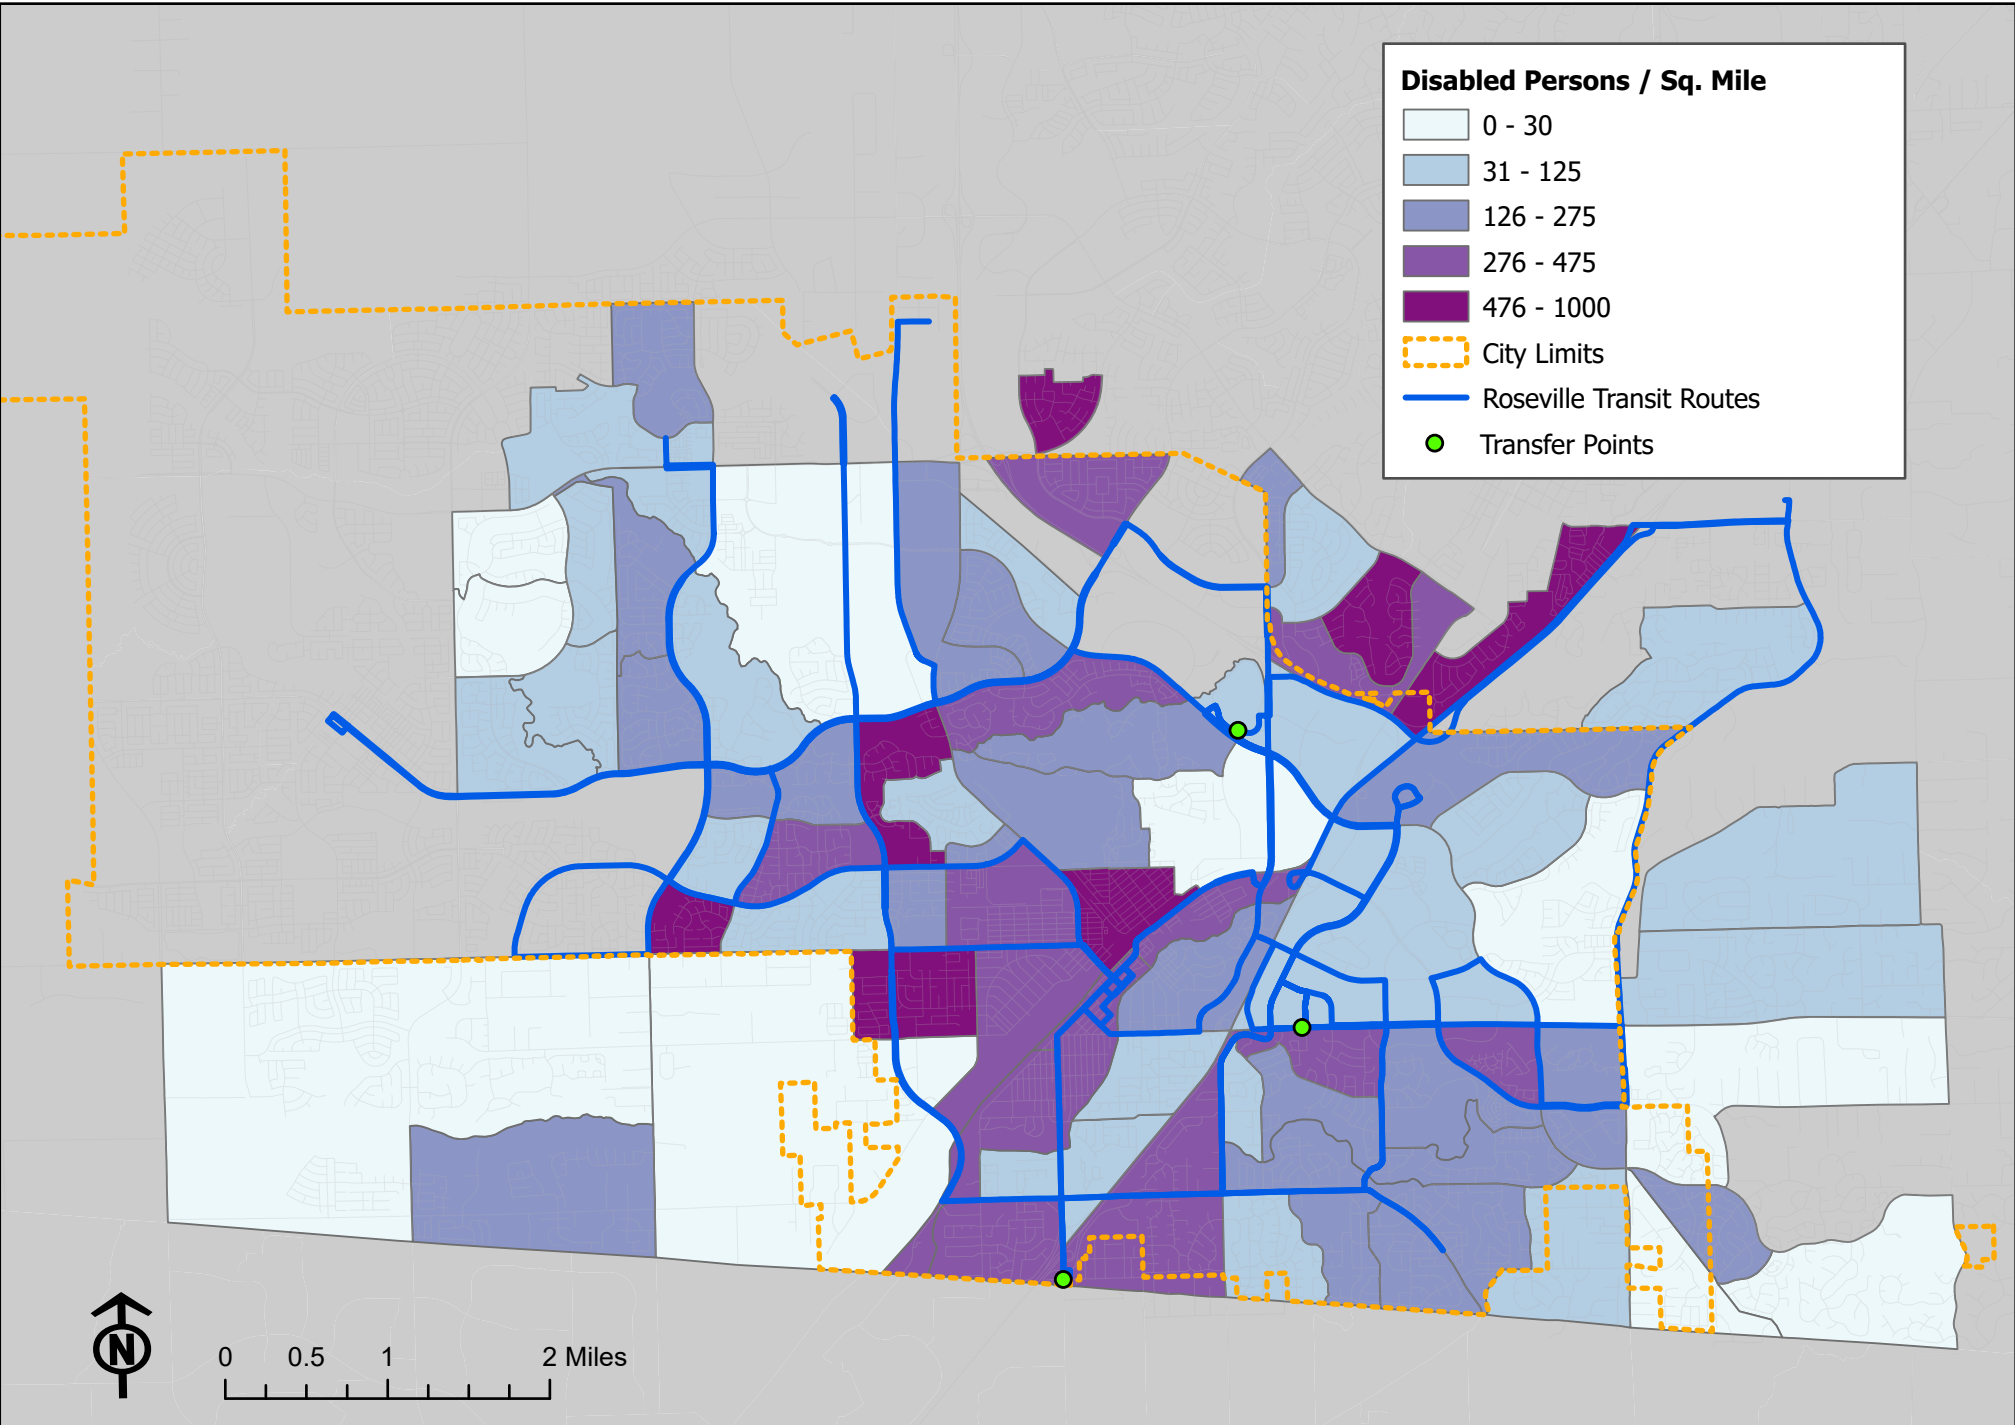 Disabled Persons / Sq. Mile
0 - 30
31 - 125
126 - 275
276 - 475
476 - 1000
City Limits
Roseville Transit Routes
Transfer Points
N
0 0.5 1 2 Miles